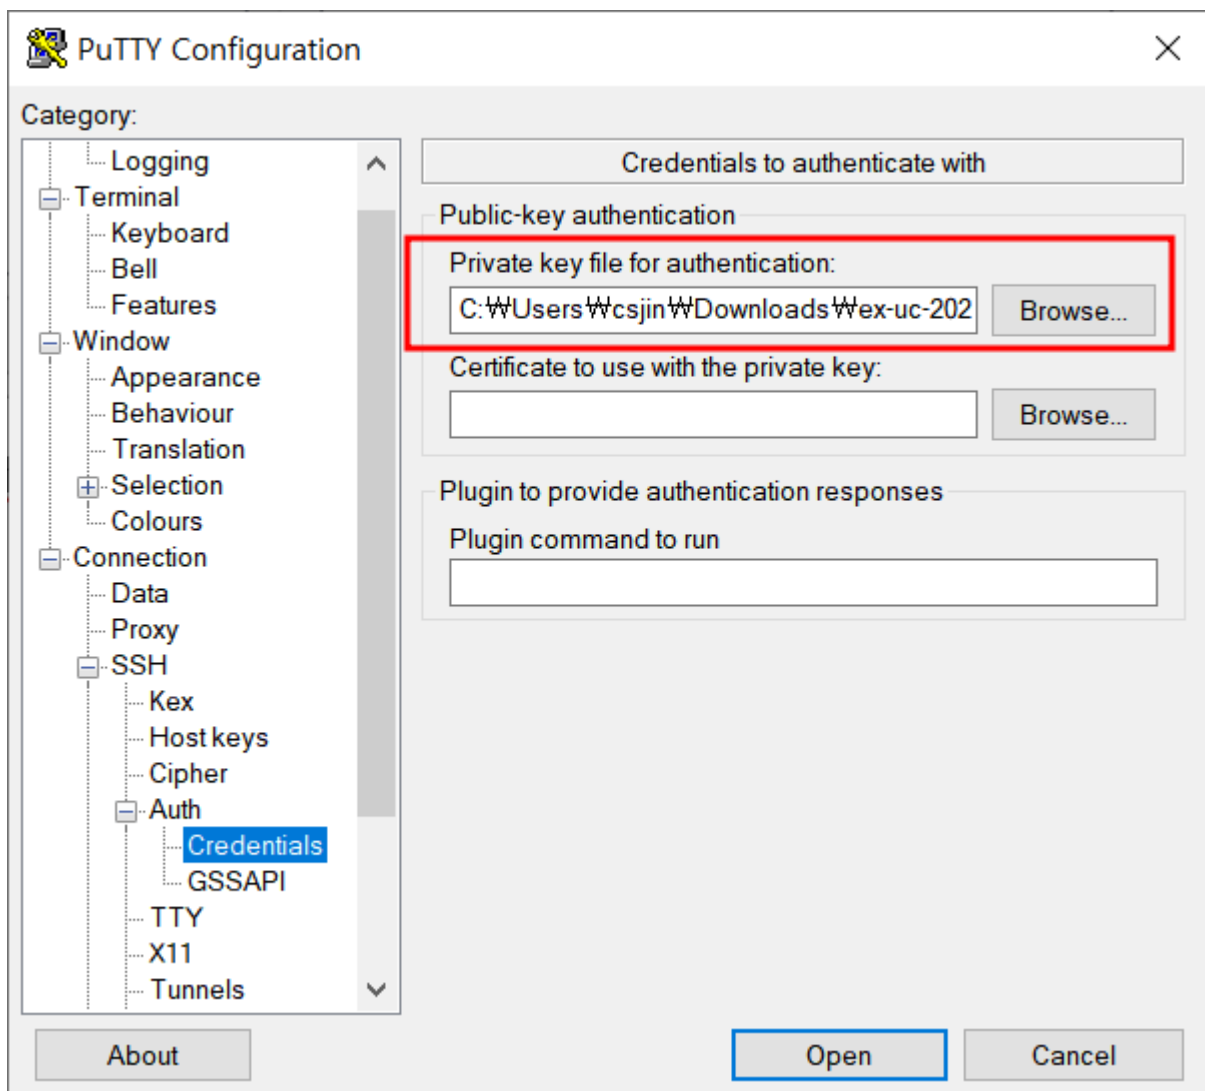 PuTTY Configuration
Category:
Logging
Terminal
Keyboard
Bell
Features
Window
Appearance
Behaviour
Translation
Selection
Colours
Connection
Data
Proxy
SSH
Kex
Host keys
Cipher
Auth
Credentials
GSSAPI
TTY
X11
Tunnels
Credentials to authenticate with
Public-key authentication
Private key file for authentication:
C:₩Users₩csjin₩Downloads₩ex-uc-202 Browse...
Certificate to use with the private key:
Browse...
Plugin to provide authentication responses
Plugin command to run
About Open Cancel